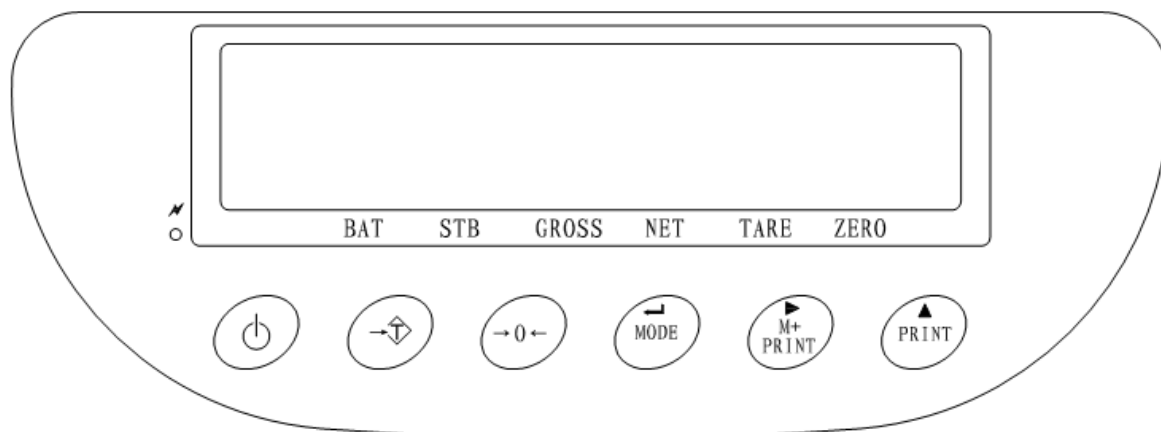 BAT STB GROSS NET TARE ZERO
T
→0←
MODE
M+
PRINT
PRINT